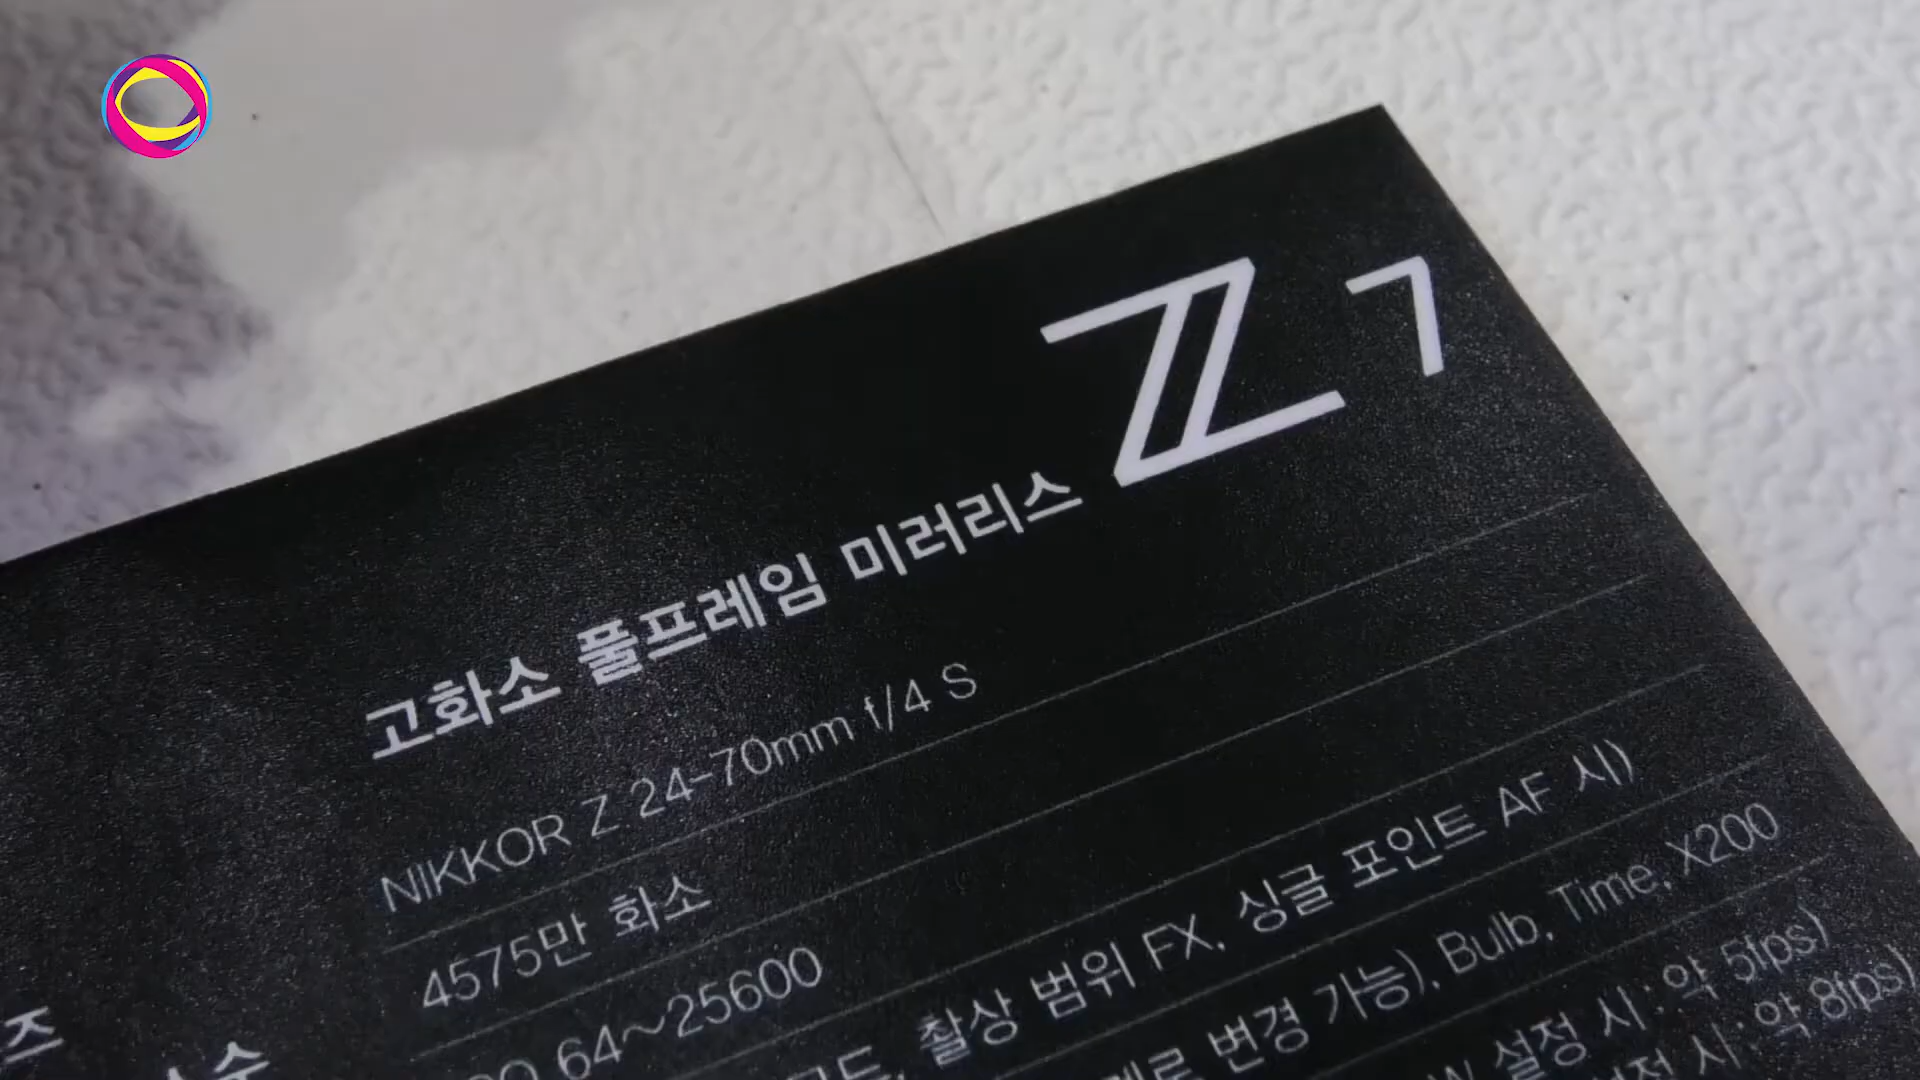 Z 7
고화소 풀프레임 미러리스
NIKKOR Z 24-70mm f/4 S
4575만 화소
64~25600
촬상 범위 FX, 싱글 포인트 AF 시)
변경 가능), Bulb, Time, X200
설정 시 : 약 5fps)
시 : 약 8fps)